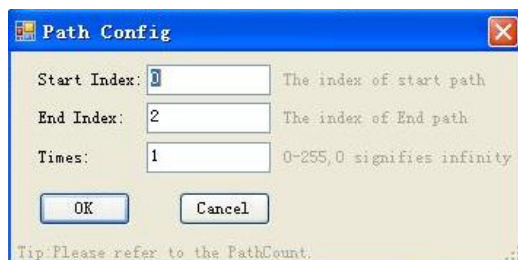 Path Config
Start Index: 0 The index of start path
End Index: 2 The index of End path
Times: 1 0-255,0 signifies infinity
OK Cancel
Tip:Please refer to the PathCount.